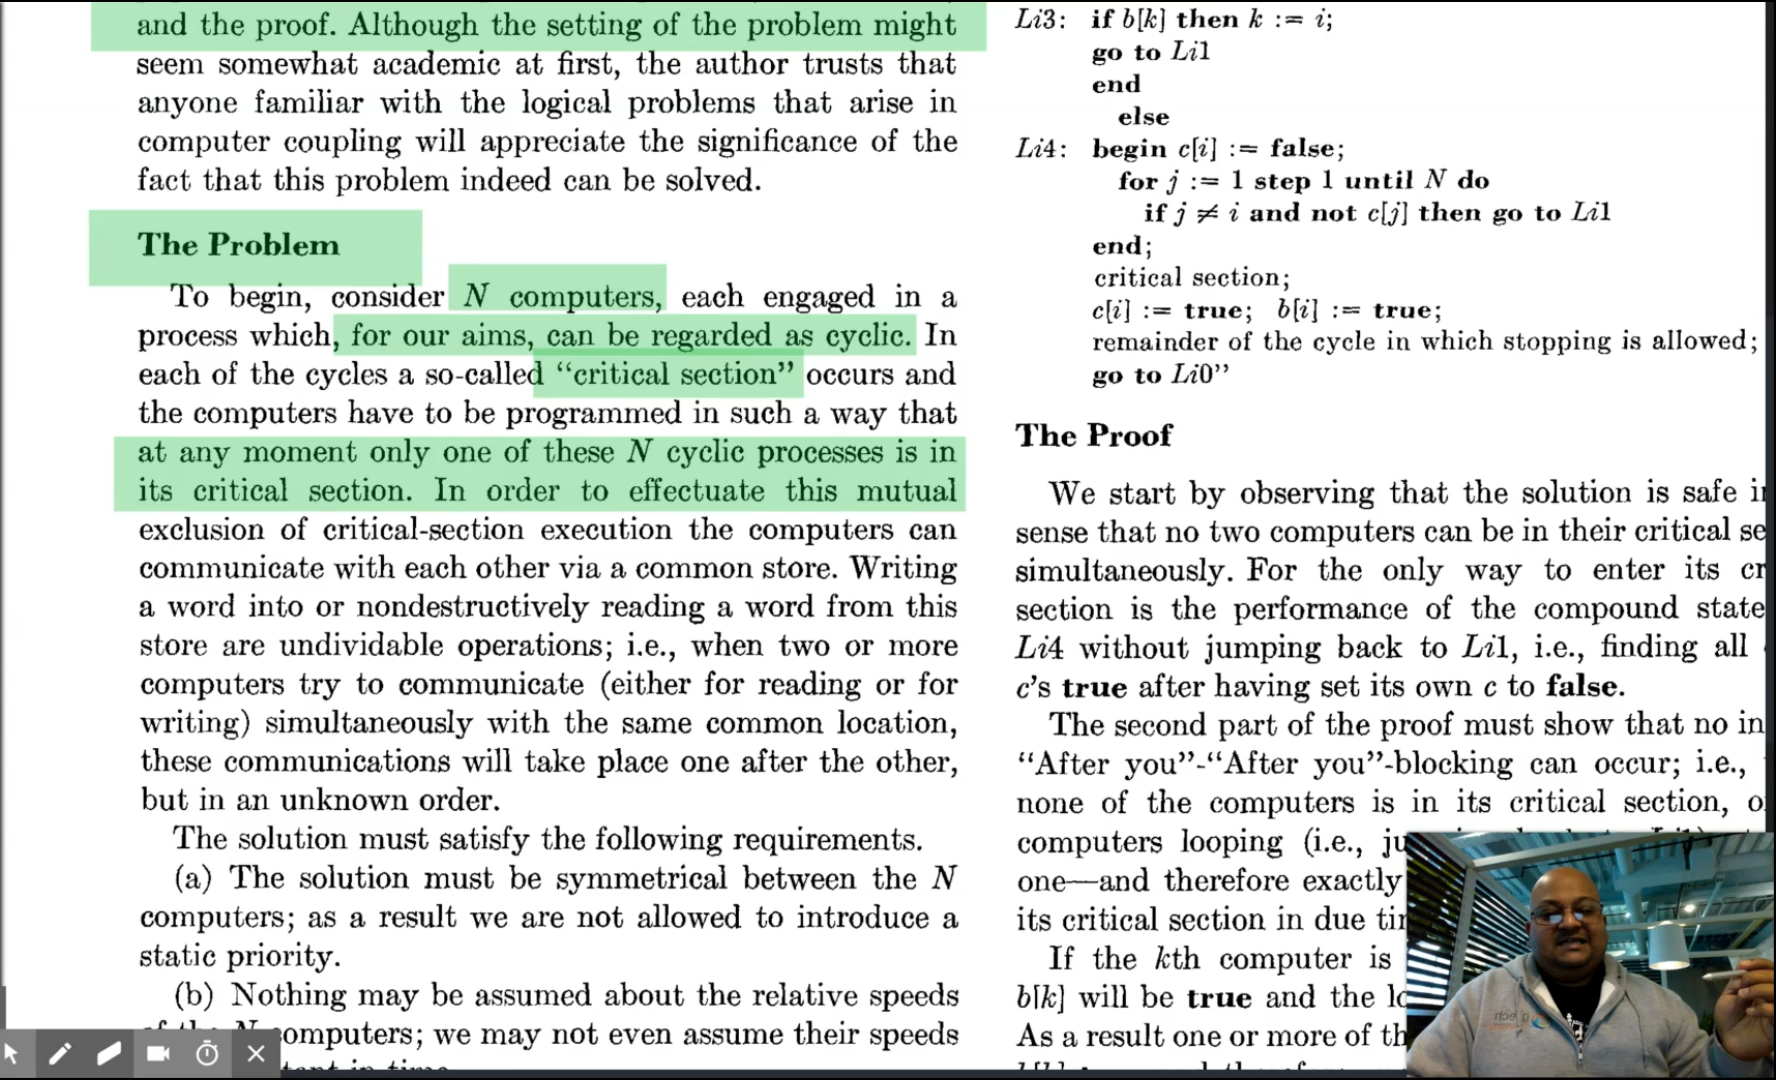 and the proof. Although the setting of the problem might
seem somewhat academic at first, the author trusts that
anyone familiar with the logical problems that arise in
computer coupling will appreciate the significance of the
fact that this problem indeed can be solved.
The Problem
To begin, consider N computers, each engaged in a
process which, for our aims, can be regarded as cyclic. In
each of the cycles a so-called “critical section” occurs and
the computers have to be programmed in such a way that
at any moment only one of these N cyclic processes is in
its critical section. In order to effectuate this mutual
exclusion of critical-section execution the computers can
communicate with each other via a common store. Writing
a word into or nondestructively reading a word from this
store are undividable operations; i.e., when two or more
computers try to communicate (either for reading or for
writing) simultaneously with the same common location,
these communications will take place one after the other,
but in an unknown order.
The solution must satisfy the following requirements.
(a) The solution must be symmetrical between the N
computers; as a result we are not allowed to introduce a
static priority.
(b) Nothing may be assumed about the relative speeds
N computers; we may not even assume their speeds
Li3: if b[k] then k := i;
go to Li1
end
else
Li4: begin c[i] := false;
for j := 1 step 1 until N do
if j ≠ i and not c[j] then go to Li1
end;
critical section;
c[i] := true; b[i] := true;
remainder of the cycle in which stopping is allowed;
go to Li0”
The Proof
We start by observing that the solution is safe in
sense that no two computers can be in their critical se
simultaneously. For the only way to enter its cr
section is the performance of the compound state
Li4 without jumping back to Li1, i.e., finding all
c’s true after having set its own c to false.
The second part of the proof must show that no in
“After you”-“After you”-blocking can occur; i.e.,
none of the computers is in its critical section, o
computers looping (i.e., ju
one—and therefore exactly
its critical section in due tir
If the kth computer is
b[k] will be true and the lo
As a result one or more of th